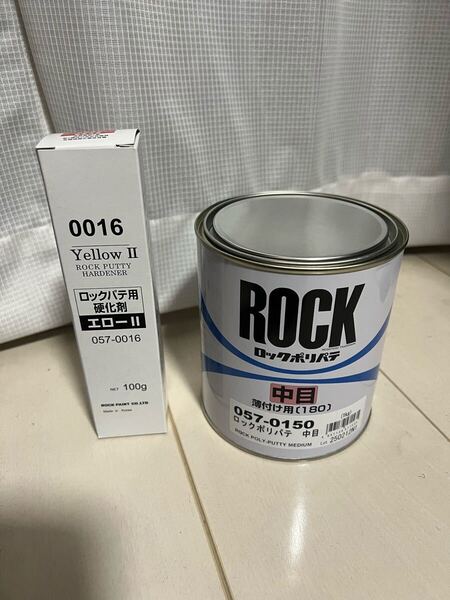 0016
Yellow II
ROCK PUTTY
HARDENER
ロックパテ用
硬化剤
エローII
057-0016
NET 100g
ROCK PAINT CO.,LTD.
Made in Korea
ROCK
ロックポリパテ
中目
薄付け用(180)
057-0150
ロックポリパテ 中目
ROCK POLY-PUTTY MEDIUM